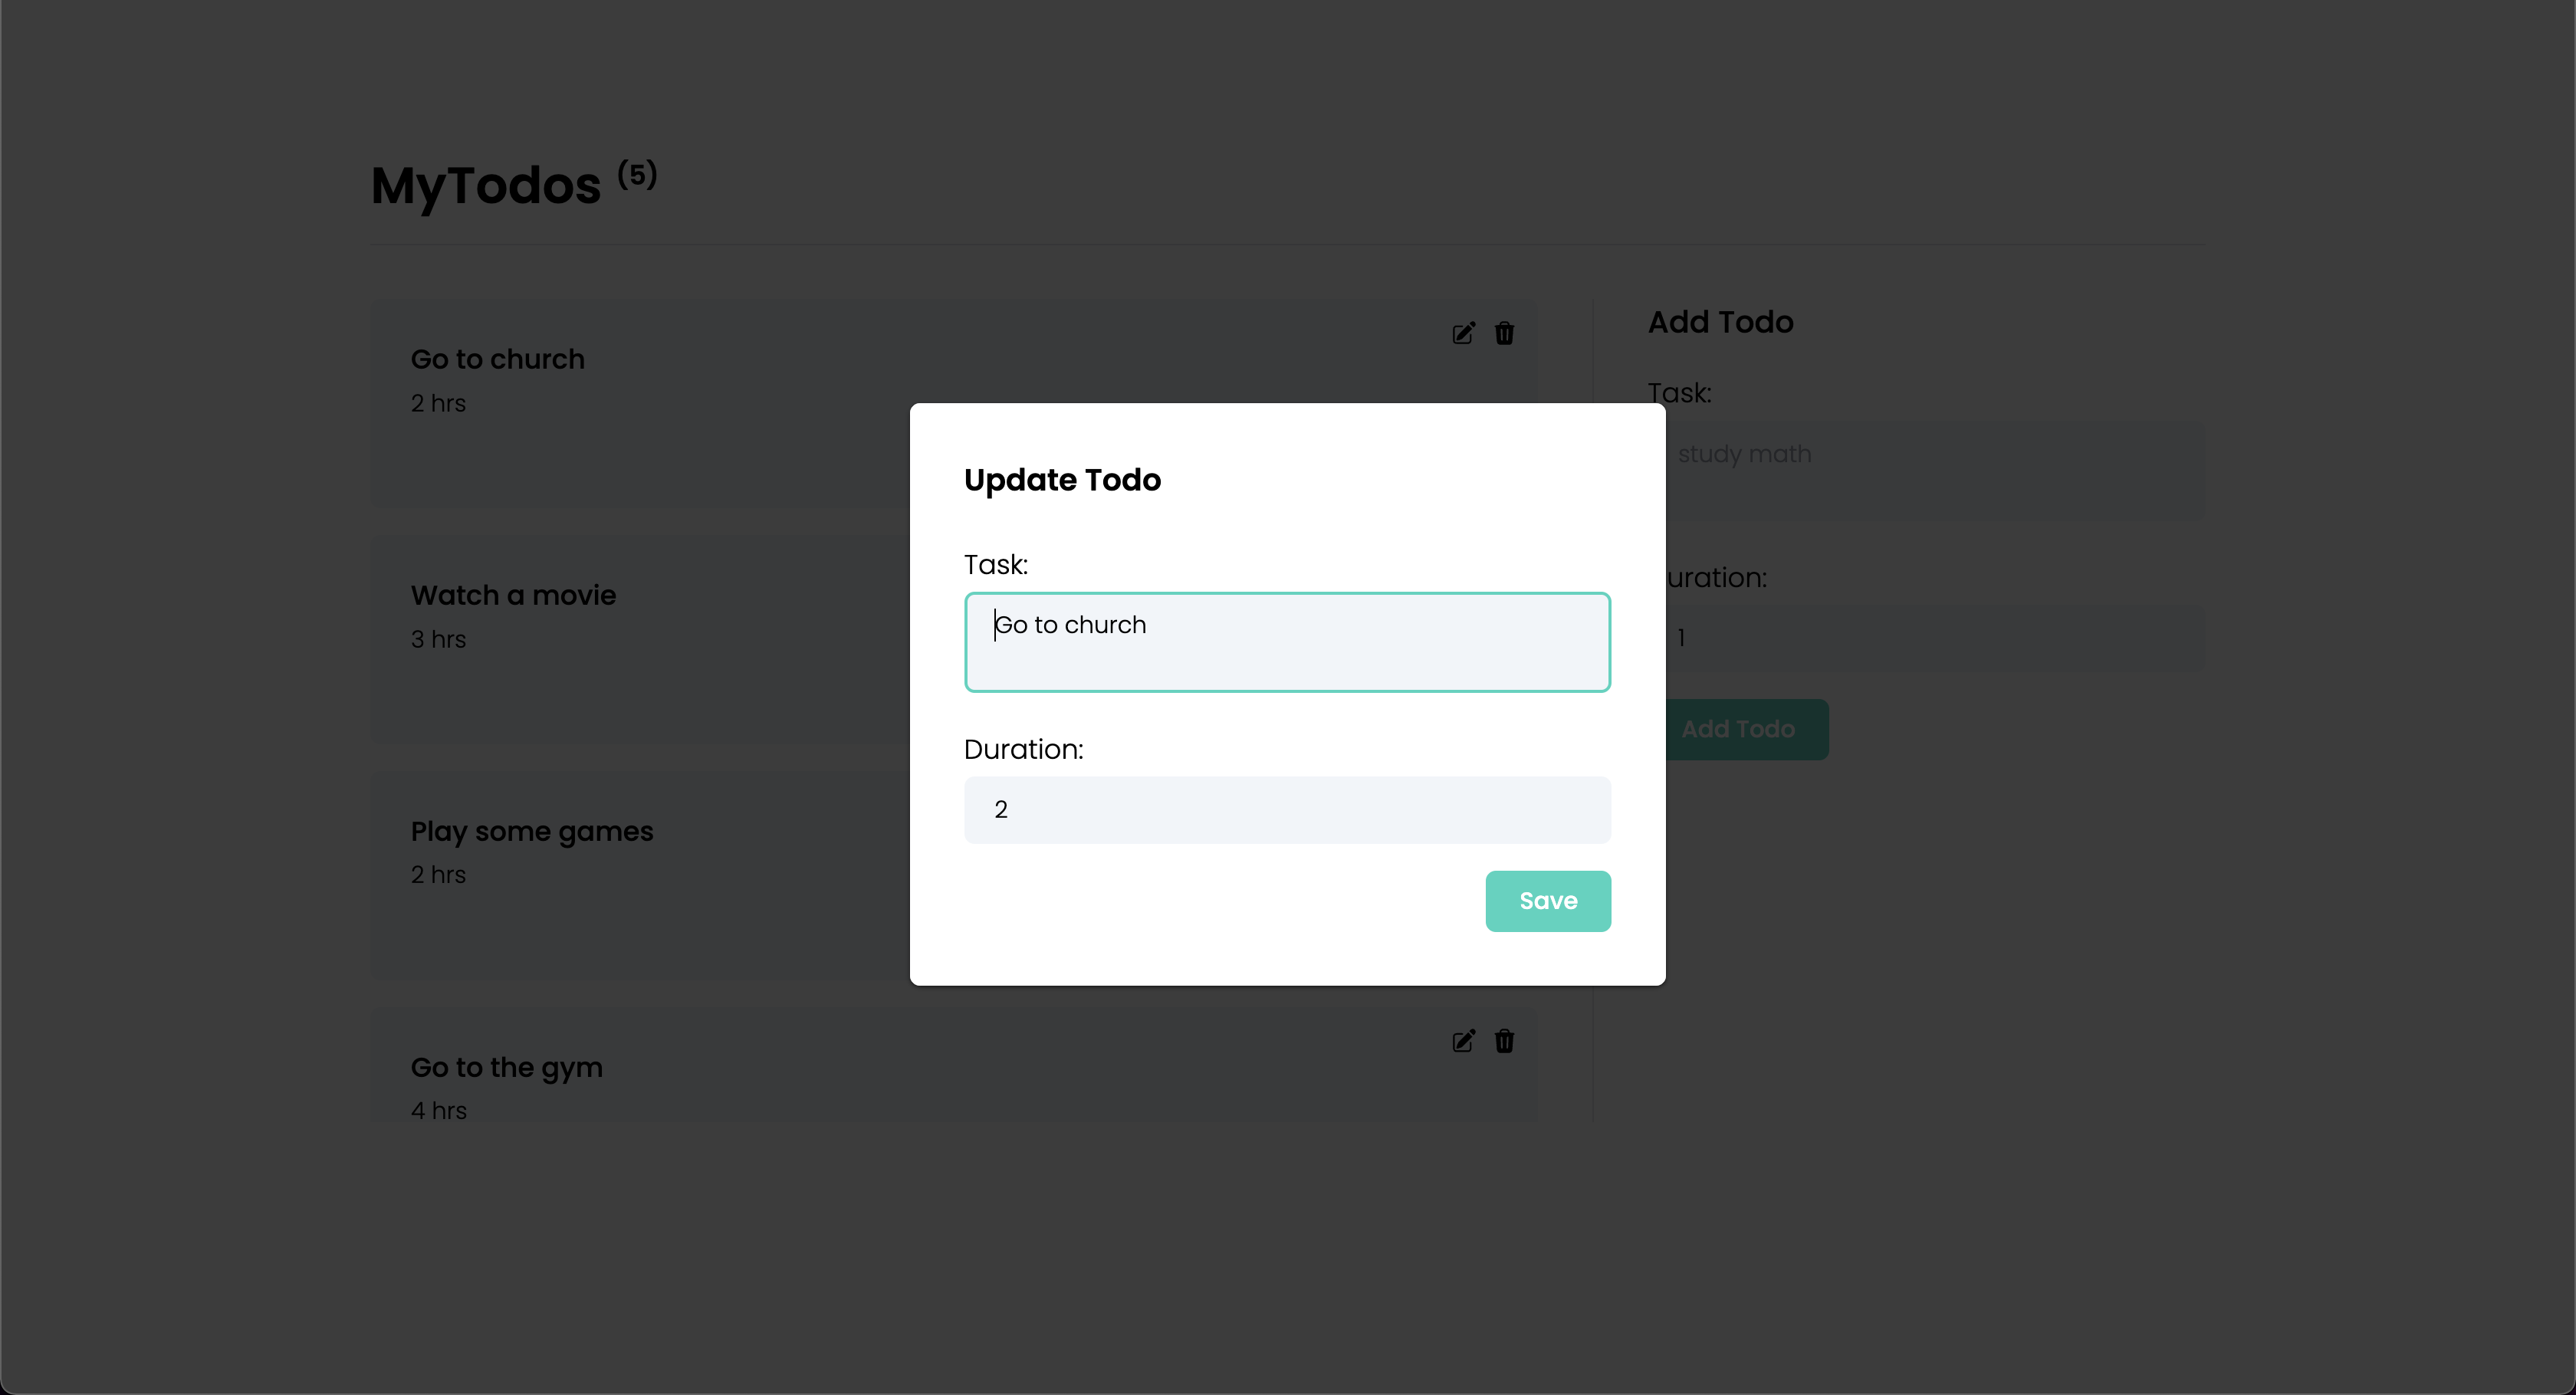 MyTodos (5)
Go to church
2 hrs
Watch a movie
3 hrs
Play some games
2 hrs
Go to the gym
4 hrs
Add Todo
Task:
study math
uration:
1
Add Todo
Update Todo
Task:
Go to church
Duration:
2
Save